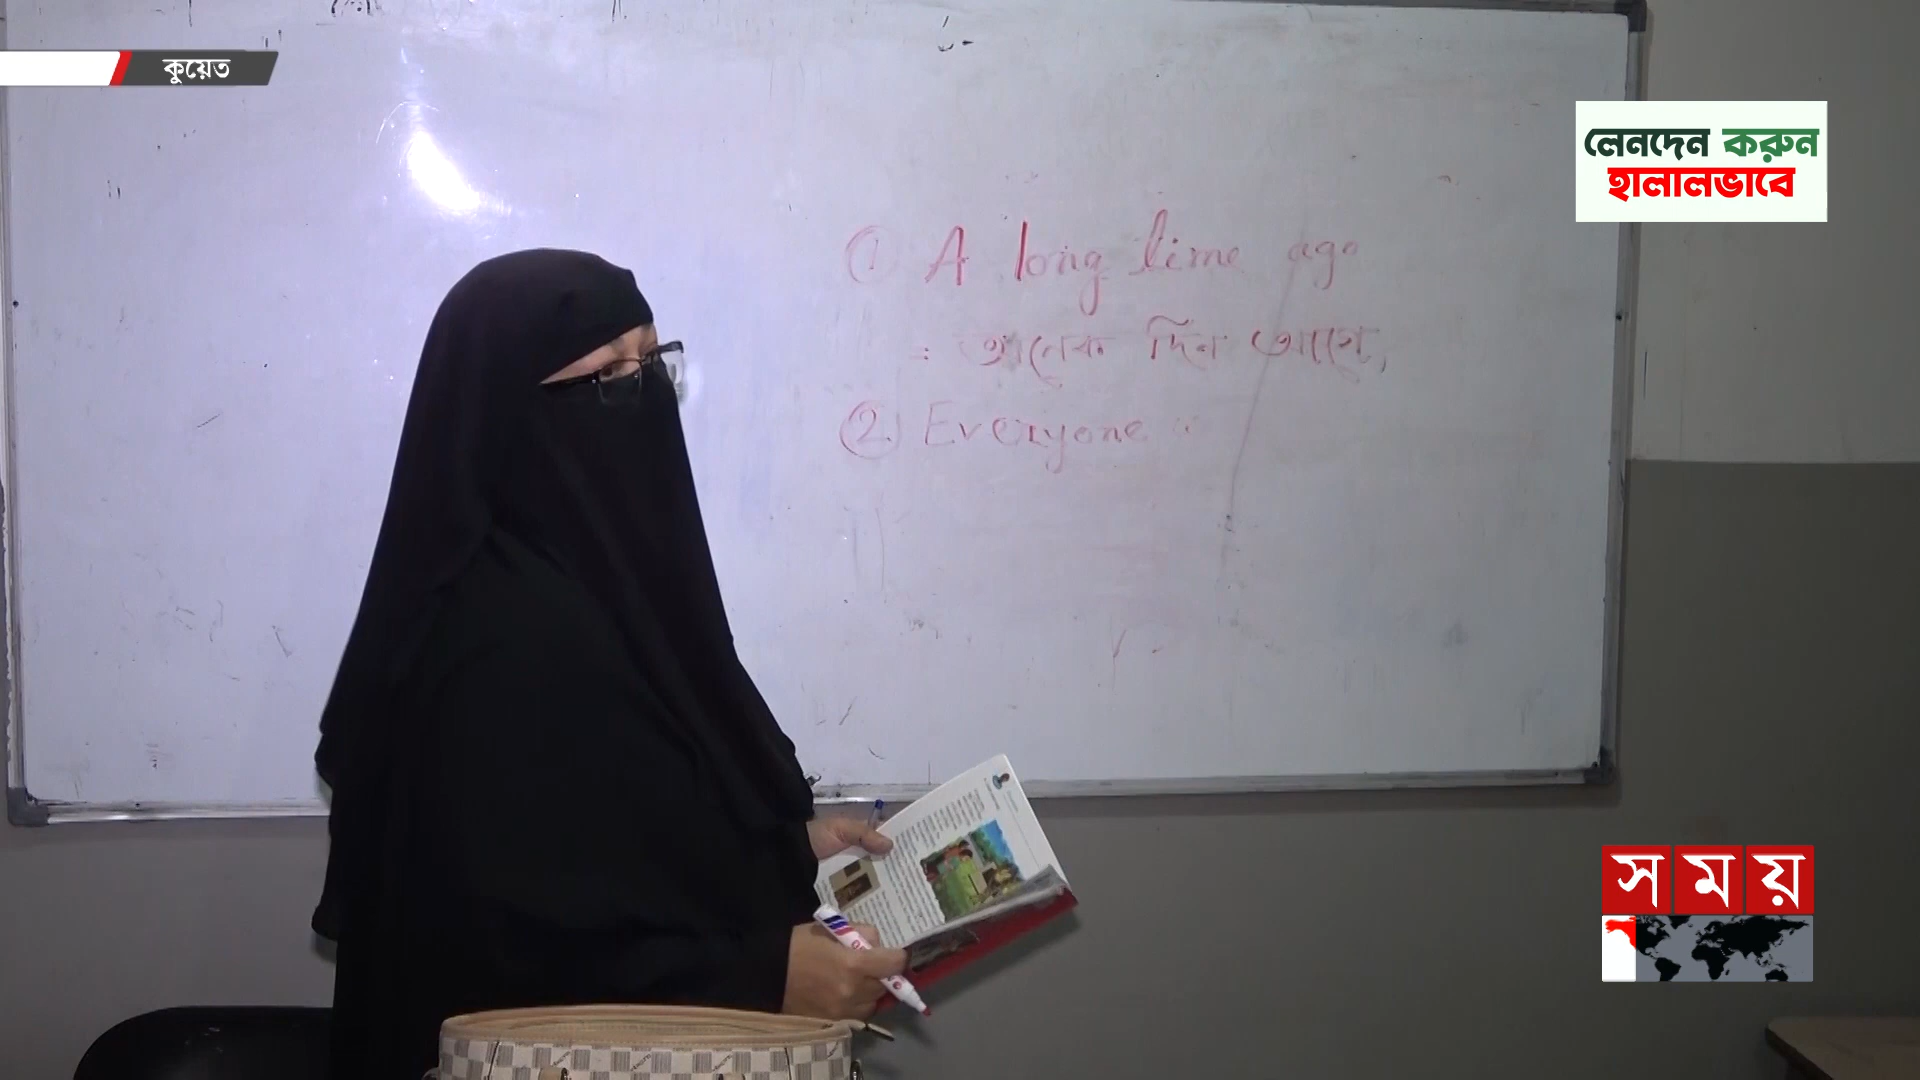 কুয়েত
লেনদেন করুন
হালালভাবে
① A long time ago
= অনেক দিন আগে,
② Everyone
সময়